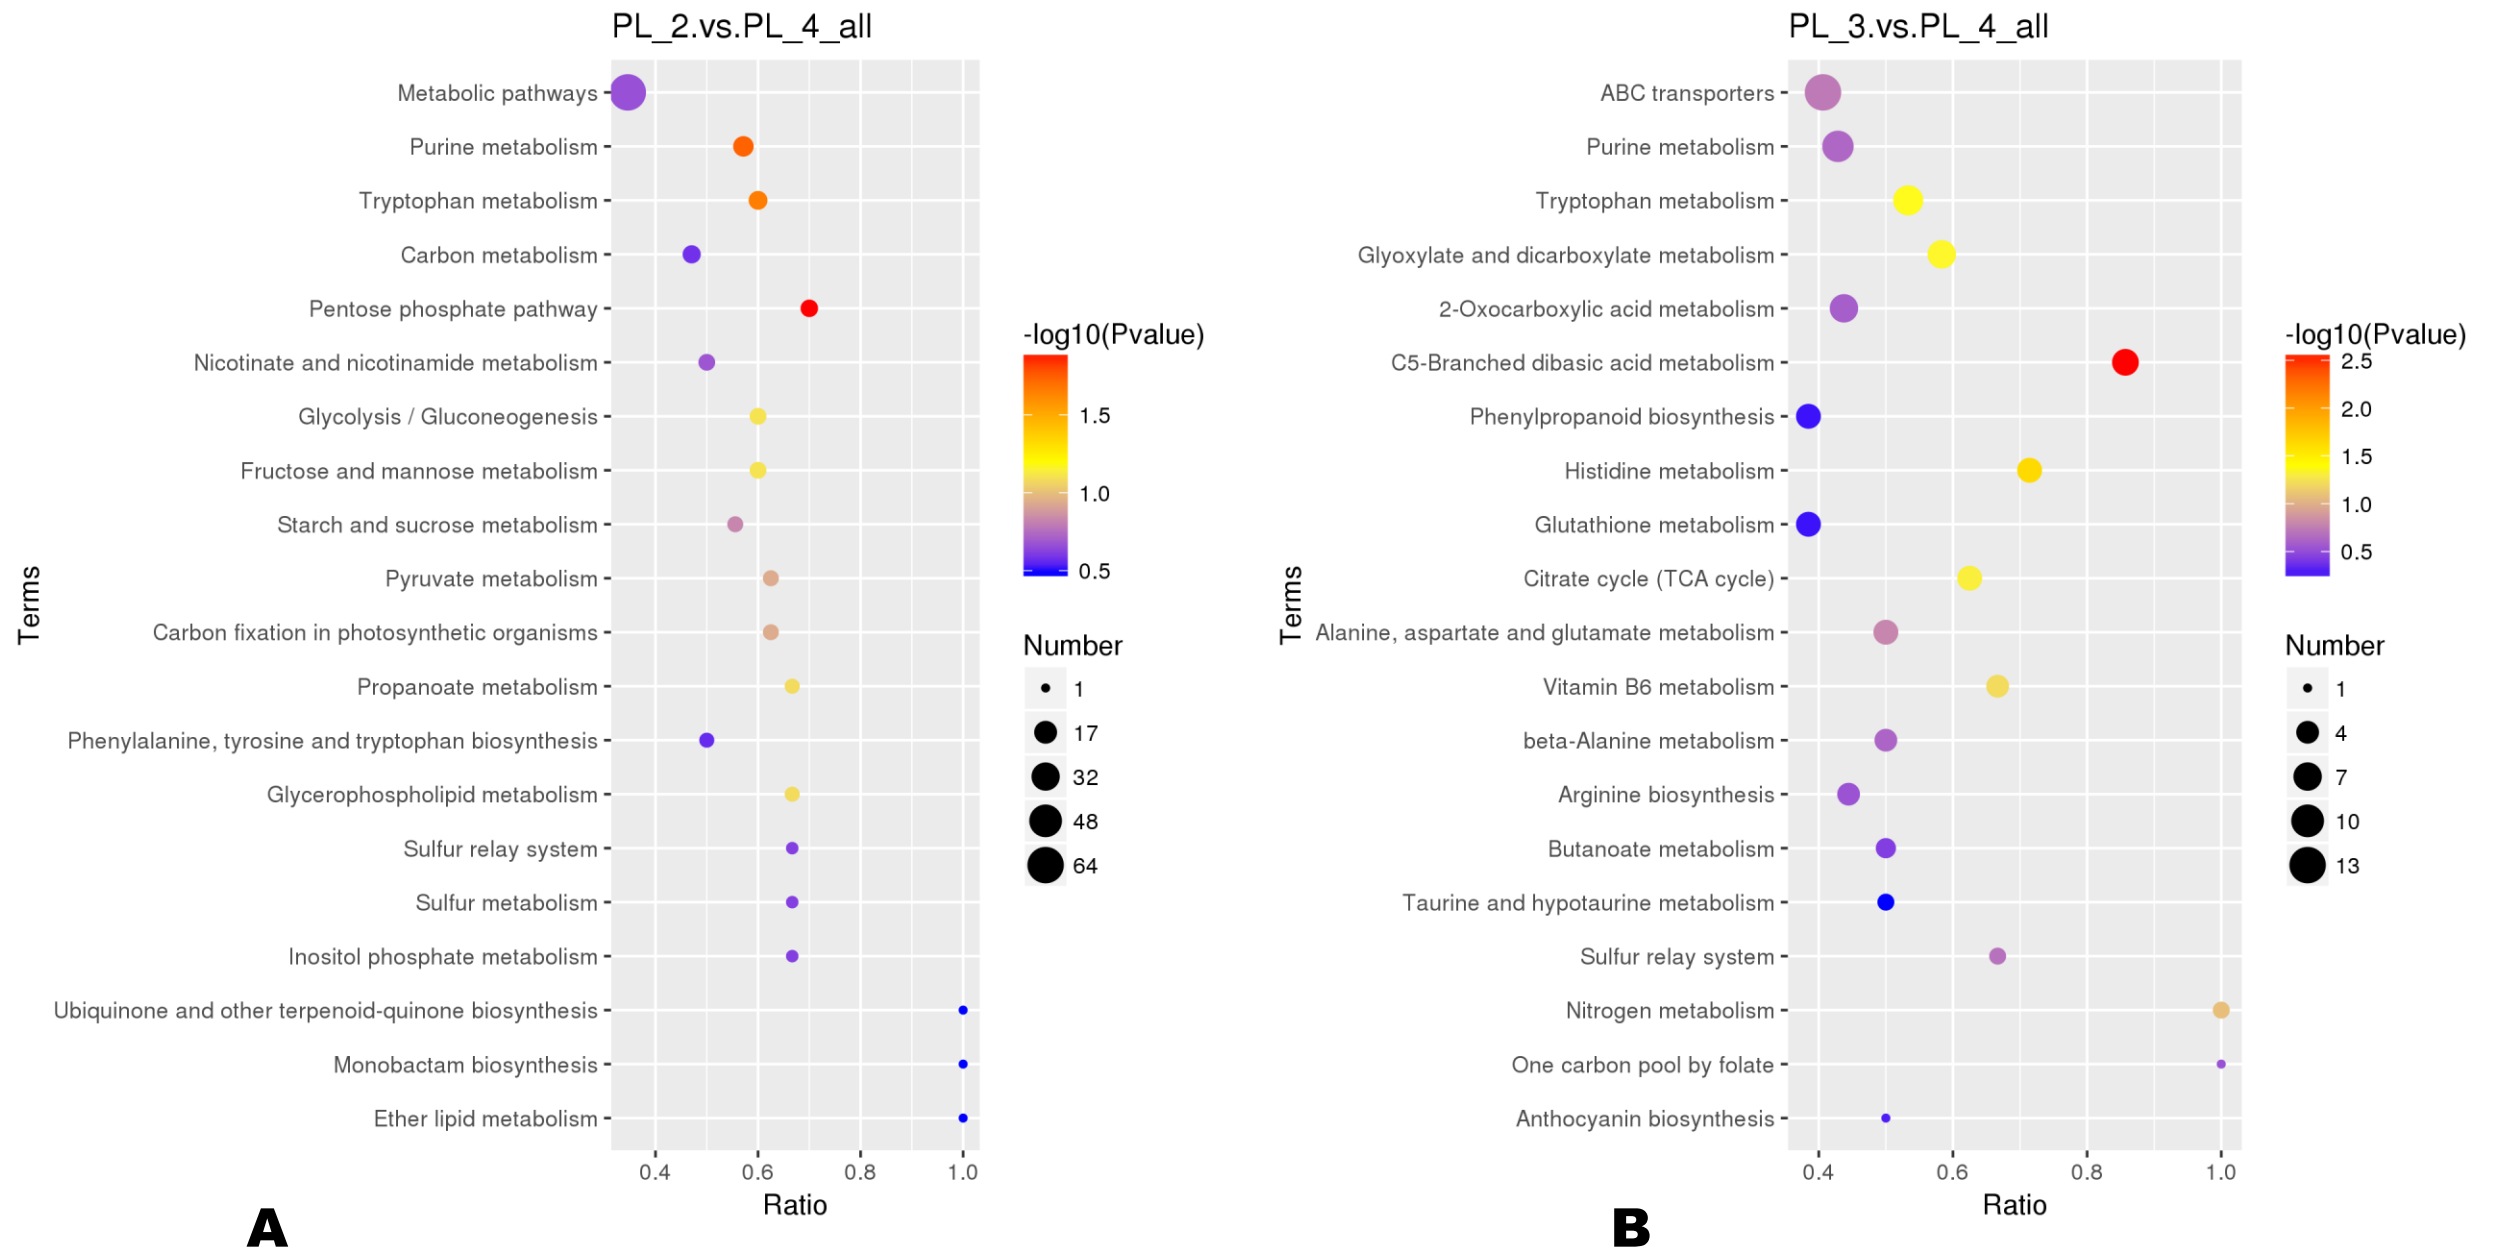 PL_2.vs.PL_4_all
Terms
Metabolic pathways
Purine metabolism
Tryptophan metabolism
Carbon metabolism
Pentose phosphate pathway
Nicotinate and nicotinamide metabolism
Glycolysis / Gluconeogenesis
Fructose and mannose metabolism
Starch and sucrose metabolism
Pyruvate metabolism
Carbon fixation in photosynthetic organisms
Propanoate metabolism
Phenylalanine, tyrosine and tryptophan biosynthesis
Glycerophospholipid metabolism
Sulfur relay system
Sulfur metabolism
Inositol phosphate metabolism
Ubiquinone and other terpenoid-quinone biosynthesis
Monobactam biosynthesis
Ether lipid metabolism
0.4 0.6 0.8 1.0
Ratio
-log10(Pvalue)
1.5
1.0
0.5
Number
1
17
32
48
64
A
PL_3.vs.PL_4_all
Terms
ABC transporters
Purine metabolism
Tryptophan metabolism
Glyoxylate and dicarboxylate metabolism
2-Oxocarboxylic acid metabolism
C5-Branched dibasic acid metabolism
Phenylpropanoid biosynthesis
Histidine metabolism
Glutathione metabolism
Citrate cycle (TCA cycle)
Alanine, aspartate and glutamate metabolism
Vitamin B6 metabolism
beta-Alanine metabolism
Arginine biosynthesis
Butanoate metabolism
Taurine and hypotaurine metabolism
Sulfur relay system
Nitrogen metabolism
One carbon pool by folate
Anthocyanin biosynthesis
0.4 0.6 0.8 1.0
Ratio
-log10(Pvalue)
2.5
2.0
1.5
1.0
0.5
Number
1
4
7
10
13
B